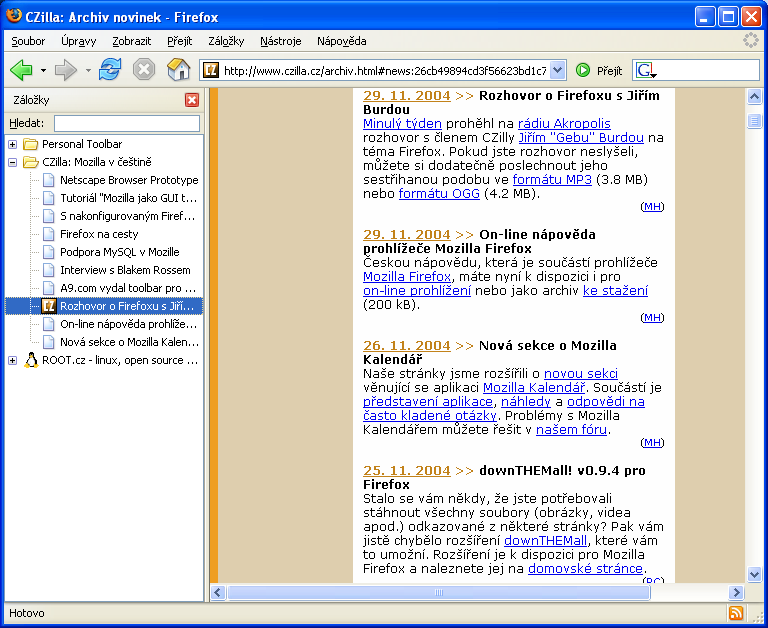 CZilla: Archiv novinek - Firefox
Soubor Úpravy Zobrazit Přejít Záložky Nástroje Nápověda
http://www.czilla.cz/archiv.html#news:26cb49894cd3f56623bd1c7 Přejít G
Záložky
Hledat:
Personal Toolbar
CZilla: Mozilla v češtině
Netscape Browser Prototype
Tutoriál "Mozilla jako GUI t...
S nakonfigurovaným Firef...
Firefox na cesty
Podpora MySQL v Mozille
Interview s Blakem Rossem
A9.com vydal toolbar pro ...
Rozhovor o Firefoxu s Jiří...
On-line nápověda prohlíže...
Nová sekce o Mozilla Kalen...
ROOT.cz - linux, open source ...
29. 11. 2004 >> Rozhovor o Firefoxu s Jiřím
Burdou
Minulý týden proběhl na rádiu Akropolis
rozhovor s členem CZilly Jiřím "Gebu" Burdou na
téma Firefox. Pokud jste rozhovor neslyšeli,
můžete si dodatečně poslechnout jeho
sestříhanou podobu ve formátu MP3 (3.8 MB)
nebo formátu OGG (4.2 MB).
(MH)
29. 11. 2004 >> On-line nápověda
prohlížeče Mozilla Firefox
Českou nápovědu, která je součástí prohlížeče
Mozilla Firefox, máte nyní k dispozici i pro
on-line prohlížení nebo jako archiv ke stažení
(200 kB).
(MH)
26. 11. 2004 >> Nová sekce o Mozilla
Kalendář
Naše stránky jsme rozšířili o novou sekci
věnující se aplikaci Mozilla Kalendář. Součástí je
představení aplikace, náhledy a odpovědi na
často kladené otázky. Problémy s Mozilla
Kalendářem můžete řešit v našem fóru.
(MH)
25. 11. 2004 >> downTHEMall! v0.9.4 pro
Firefox
Stalo se vám někdy, že jste potřebovali
stáhnout všechny soubory (obrázky, videa
apod.) odkazované z některé stránky? Pak vám
jistě chybělo rozšíření downTHEMall, které vám
to umožní. Rozšíření je k dispozici pro Mozilla
Firefox a naleznete jej na domovské stránce.
Hotovo